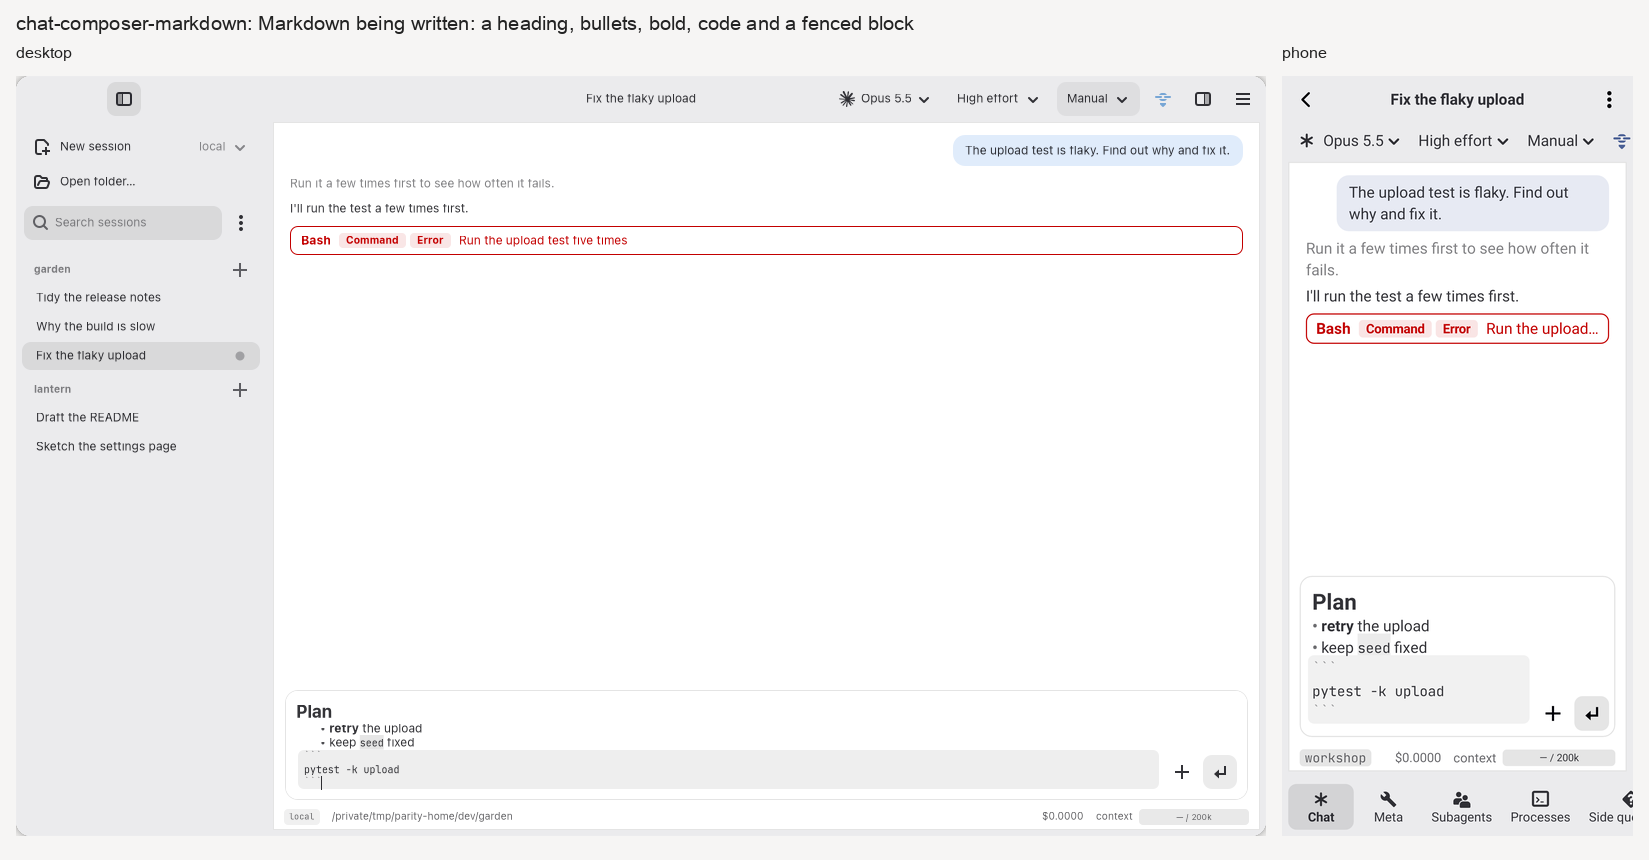 chat-composer-markdown: Markdown being written: a heading, bullets, bold, code and a fenced block
desktop
Fix the flaky upload
Opus 5.5
High effort
Manual
New session
local
Open folder...
Search sessions
garden
Tidy the release notes
Why the build is slow
Fix the flaky upload
lantern
Draft the README
Sketch the settings page
The upload test is flaky. Find out why and fix it.
Run it a few times first to see how often it fails.
I'll run the test a few times first.
Bash Command Error Run the upload test five times
Plan
• retry the upload
• keep seed fixed
```
pytest -k upload
```
local /private/tmp/parity-home/dev/garden
$0.0000 context — / 200k
phone
Fix the flaky upload
Opus 5.5 High effort Manual
The upload test is flaky. Find out
why and fix it.
Run it a few times first to see how often it
fails.
I'll run the test a few times first.
Bash Command Error Run the upload...
Plan
• retry the upload
• keep seed fixed
```
pytest -k upload
```
workshop $0.0000 context — / 200k
Chat Meta Subagents Processes Side qu